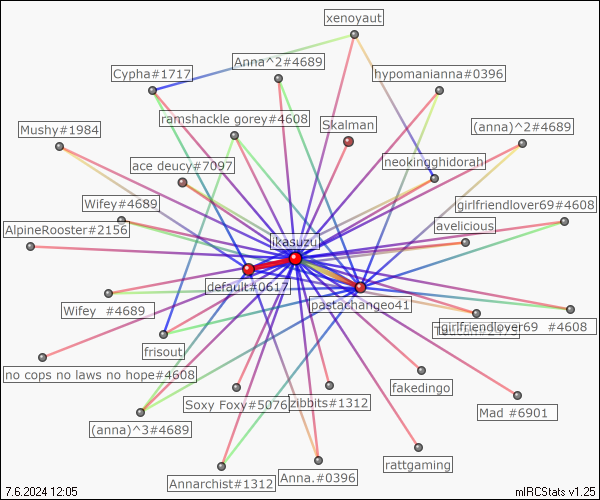 xenoyaut
Anna^2#4689
Cypha#1717
hypomanianna#0396
ramshackle gorey#4608
Skalman
Mushy#1984
(anna)^2#4689
ace deucy#7097
neokingghidorah
Wifey#4689
girlfriendlover69#4608
AlpineRooster#2156
avelicious
ikasuzu
default#0617
pastadiangeo41
Wifey  #4689
girlfriendlover69  #4608
frisout
no cops no laws no hope#4608
fakedingo
Soxy Foxy#5076
zibbits#1312
Mad #6901
(anna)^3#4689
rattgaming
Annarchist#1312
Anna.#0396
7.6.2024 12:05
mIRCStats v1.25